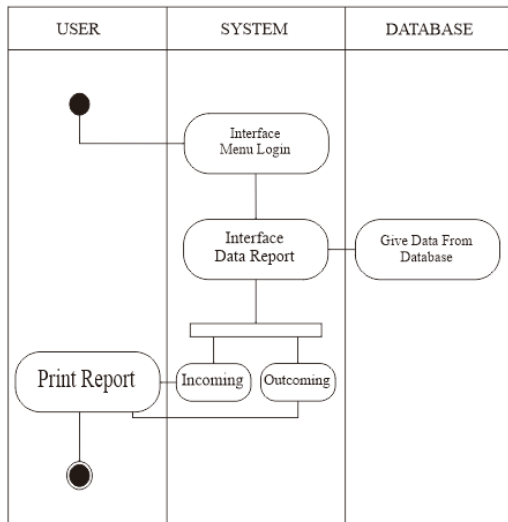 USER
SYSTEM
DATABASE
Interface
Menu Login
Interface
Data Report
Give Data From
Database
Print Report
Incoming
Outcoming